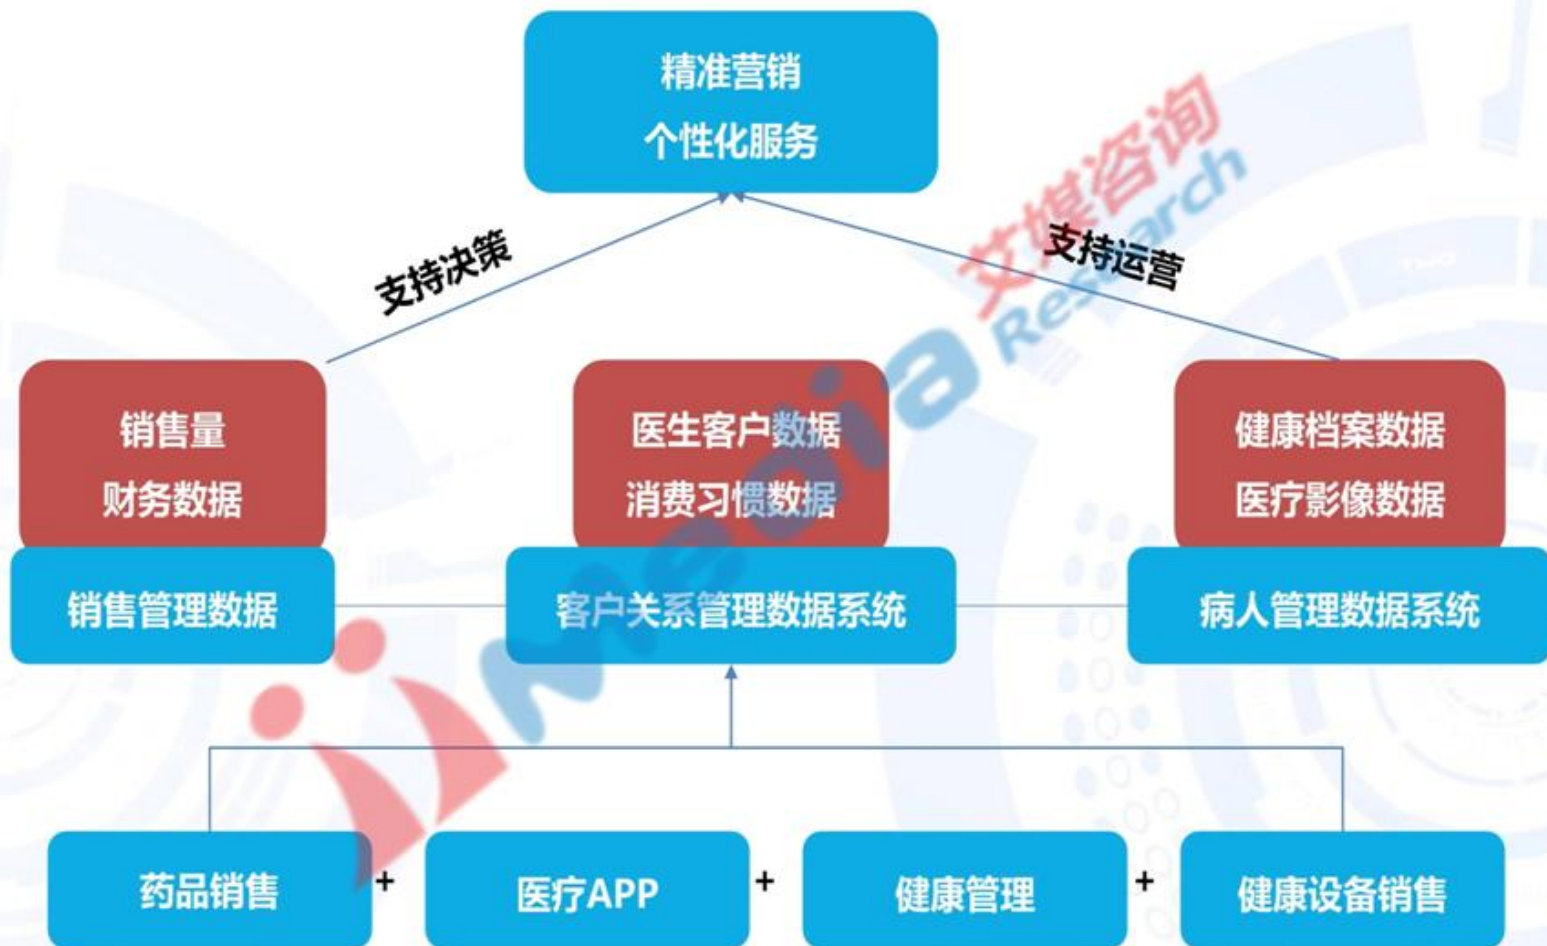 精准营销
个性化服务
支持决策
支持运营
艾媒咨询
iiMedia Research
销售量
财务数据
医生客户数据
消费习惯数据
健康档案数据
医疗影像数据
销售管理数据
客户关系管理数据系统
病人管理数据系统
药品销售 + 医疗APP + 健康管理 + 健康设备销售